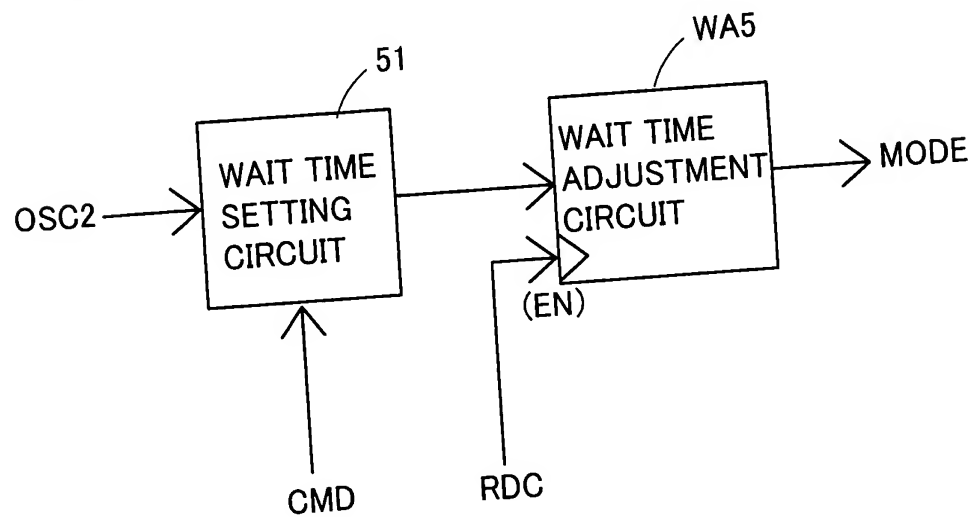 WA5
51
WAIT TIME
SETTING
CIRCUIT
WAIT TIME
ADJUSTMENT
CIRCUIT
MODE
OSC2
(EN)
CMD
RDC